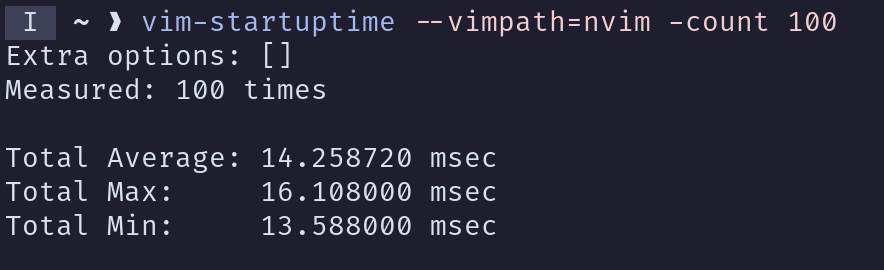 I ~ ❯ vim-startuptime --vimpath=nvim -count 100
Extra options: []
Measured: 100 times
Total Average: 14.258720 msec
Total Max:     16.108000 msec
Total Min:     13.588000 msec